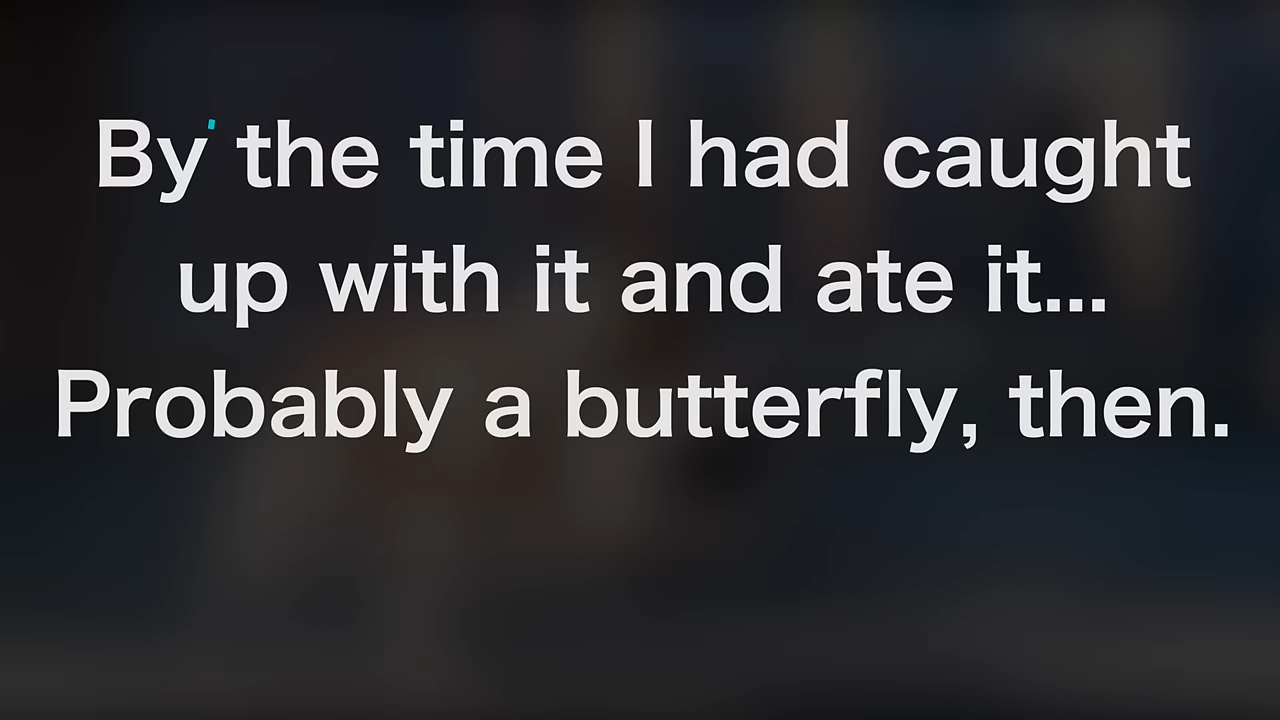 By the time I had caught
up with it and ate it...
Probably a butterfly, then.